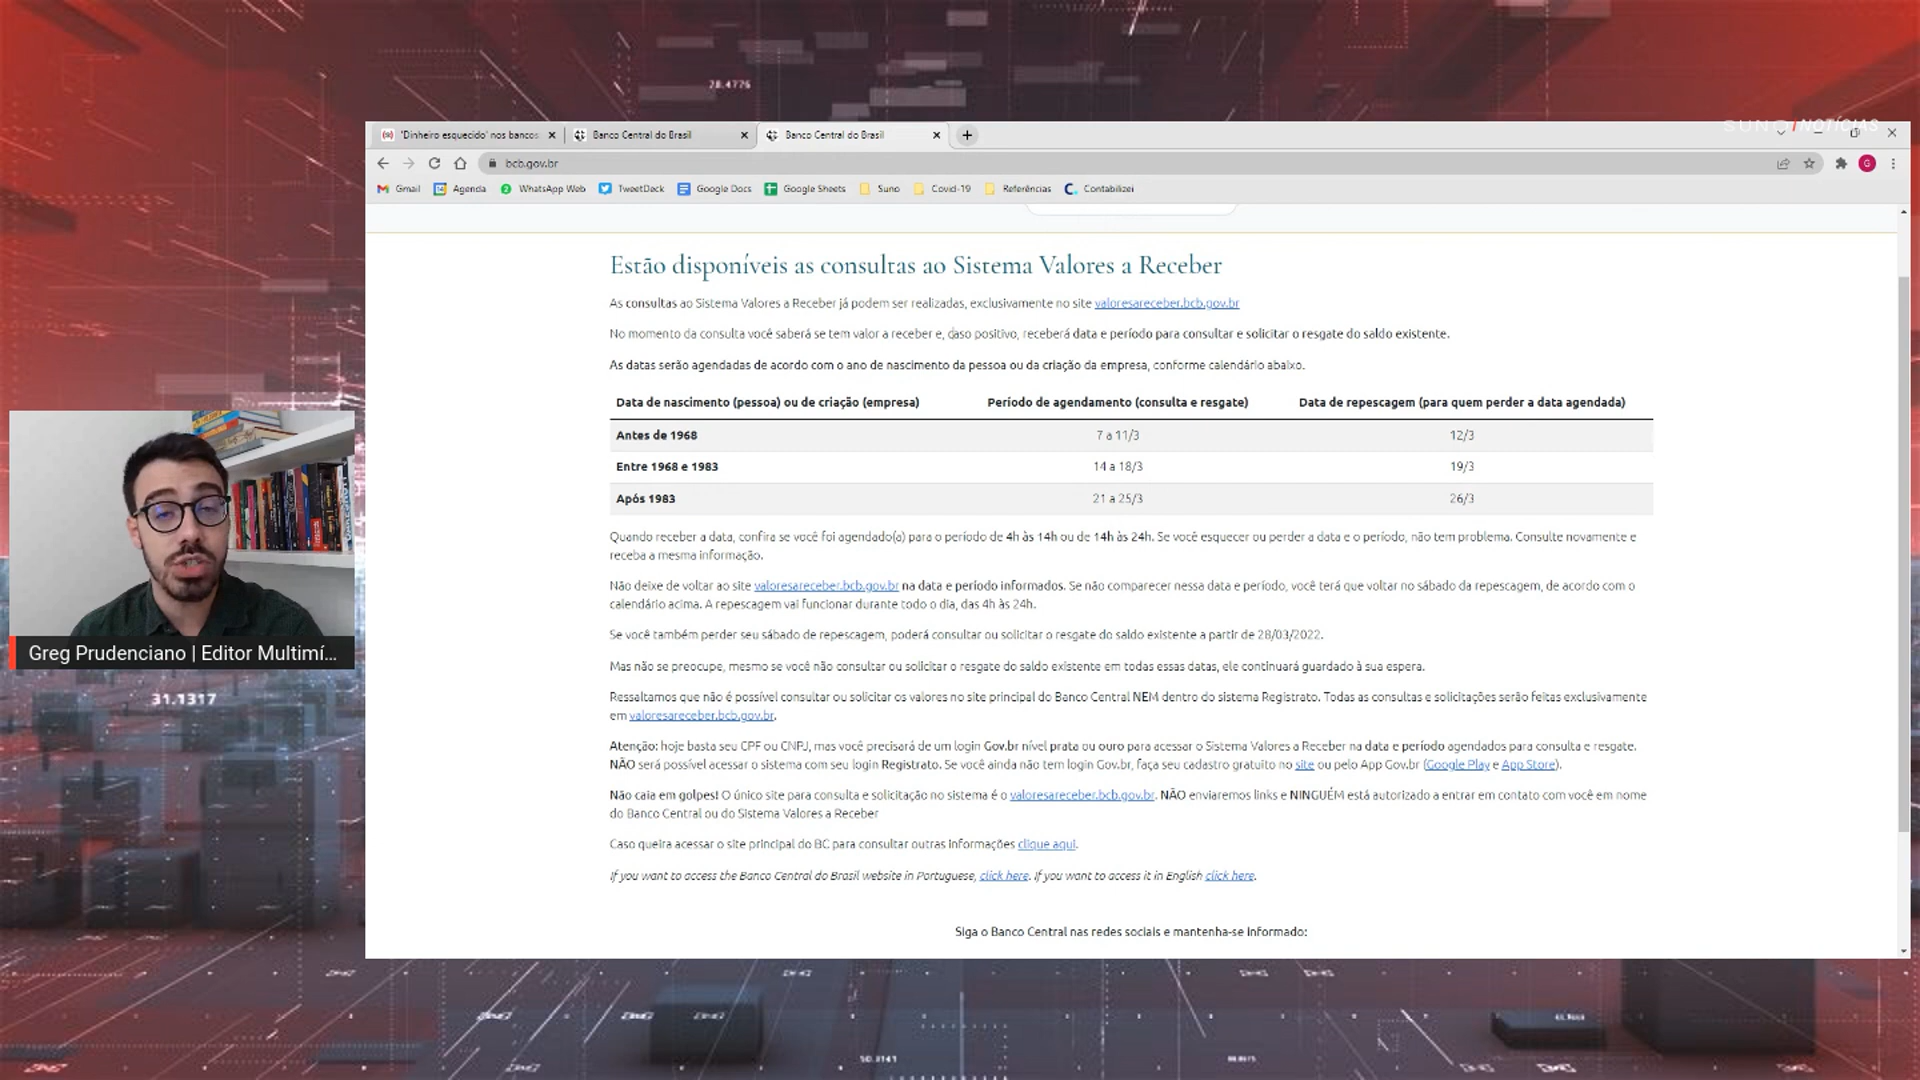 28.4776
SUNO/NOTÍCIAS
'Dinheiro esquecido' nos bancos
Banco Central do Brasil
Banco Central do Brasil
bcb.gov.br
G
Gmail
Agenda
WhatsApp Web
TweetDeck
Google Docs
Google Sheets
Suno
Covid-19
Referências
Contabilizei
Estão disponíveis as consultas ao Sistema Valores a Receber
As consultas ao Sistema Valores a Receber já podem ser realizadas, exclusivamente no site valoresareceber.bcb.gov.br
No momento da consulta você saberá se tem valor a receber e, caso positivo, receberá data e período para consultar e solicitar o resgate do saldo existente.
As datas serão agendadas de acordo com o ano de nascimento da pessoa ou da criação da empresa, conforme calendário abaixo.
Data de nascimento (pessoa) ou de criação (empresa) Período de agendamento (consulta e resgate) Data de repescagem (para quem perder a data agendada)
Antes de 1968 7 a 11/3 12/3
Entre 1968 e 1983 14 a 18/3 19/3
Após 1983 21 a 25/3 26/3
Quando receber a data, confira se você foi agendado(a) para o período de 4h às 14h ou de 14h às 24h. Se você esquecer ou perder a data e o período, não tem problema. Consulte novamente e
receba a mesma informação.
Não deixe de voltar ao site valoresareceber.bcb.gov.br na data e período informados. Se não comparecer nessa data e período, você terá que voltar no sábado da repescagem, de acordo com o
calendário acima. A repescagem vai funcionar durante todo o dia, das 4h às 24h.
Se você também perder seu sábado de repescagem, poderá consultar ou solicitar o resgate do saldo existente a partir de 28/03/2022.
Mas não se preocupe, mesmo se você não consultar ou solicitar o resgate do saldo existente em todas essas datas, ele continuará guardado à sua espera.
Ressaltamos que não é possível consultar ou solicitar os valores no site principal do Banco Central NEM dentro do sistema Registrato. Todas as consultas e solicitações serão feitas exclusivamente
em valoresareceber.bcb.gov.br.
Atenção: hoje basta seu CPF ou CNPJ, mas você precisará de um login Gov.br nível prata ou ouro para acessar o Sistema Valores a Receber na data e período agendados para consulta e resgate.
NÃO será possível acessar o sistema com seu login Registrato. Se você ainda não tem login Gov.br, faça seu cadastro gratuito no site ou pelo App Gov.br (Google Play e App Store).
Não caia em golpes! O único site para consulta e solicitação no sistema é o valoresareceber.bcb.gov.br. NÃO enviaremos links e NINGUÉM está autorizado a entrar em contato com você em nome
do Banco Central ou do Sistema Valores a Receber
Caso queira acessar o site principal do BC para consultar outras informações clique aqui.
If you want to access the Banco Central do Brasil website in Portuguese, click here. If you want to access it in English click here.
Siga o Banco Central nas redes sociais e mantenha-se informado:
Greg Prudenciano | Editor Multimí...
31.1317
50.3141